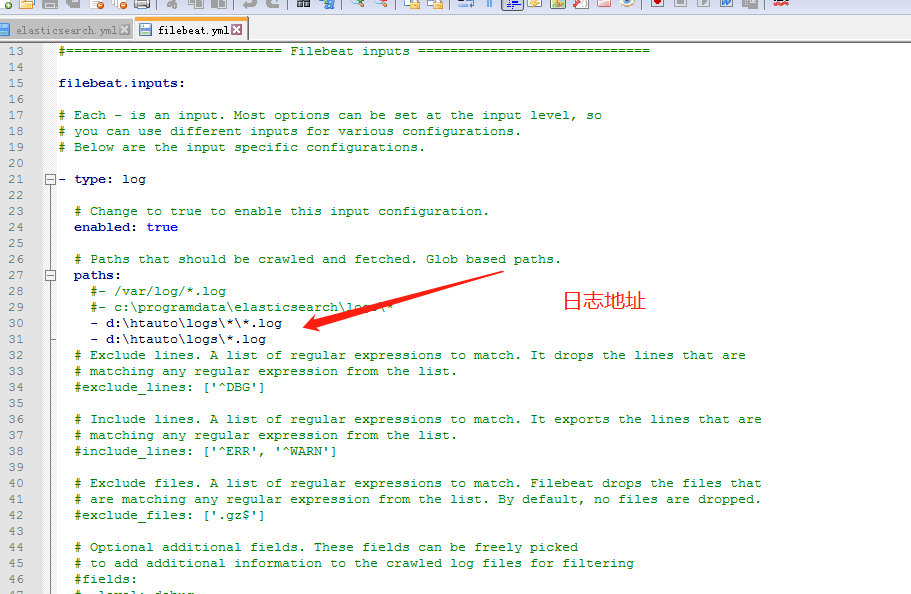 elasticsearch.yml
filebeat.yml
13 #=========================== Filebeat inputs =============================
14
15 filebeat.inputs:
16
17 # Each - is an input. Most options can be set at the input level, so
18 # you can use different inputs for various configurations.
19 # Below are the input specific configurations.
20
21 - type: log
22
23 # Change to true to enable this input configuration.
24 enabled: true
25
26 # Paths that should be crawled and fetched. Glob based paths.
27 paths:
28 #- /var/log/*.log
29 #- c:\programdata\elasticsearch\logs\*
日志地址
30 - d:\htauto\logs\*\*.log
31 - d:\htauto\logs\*.log
32 # Exclude lines. A list of regular expressions to match. It drops the lines that are
33 # matching any regular expression from the list.
34 #exclude_lines: ['^DBG']
35
36 # Include lines. A list of regular expressions to match. It exports the lines that are
37 # matching any regular expression from the list.
38 #include_lines: ['^ERR', '^WARN']
39
40 # Exclude files. A list of regular expressions to match. Filebeat drops the files that
41 # are matching any regular expression from the list. By default, no files are dropped.
42 #exclude_files: ['.gz$']
43
44 # Optional additional fields. These fields can be freely picked
45 # to add additional information to the crawled log files for filtering
46 #fields: